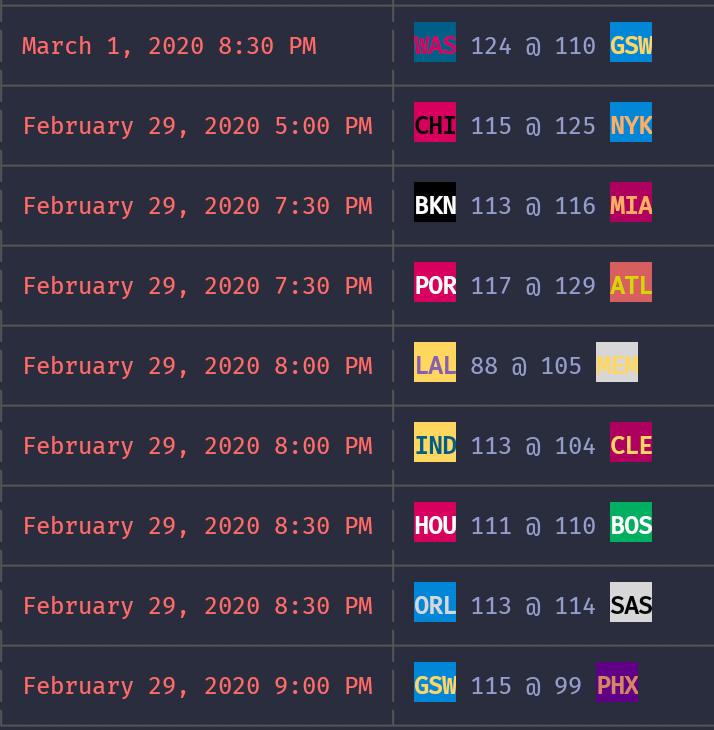 March 1, 2020 8:30 PM WAS 124 @ 110 GSW
February 29, 2020 5:00 PM CHI 115 @ 125 NYK
February 29, 2020 7:30 PM BKN 113 @ 116 MIA
February 29, 2020 7:30 PM POR 117 @ 129 ATL
February 29, 2020 8:00 PM LAL 88 @ 105 MEM
February 29, 2020 8:00 PM IND 113 @ 104 CLE
February 29, 2020 8:30 PM HOU 111 @ 110 BOS
February 29, 2020 8:30 PM ORL 113 @ 114 SAS
February 29, 2020 9:00 PM GSW 115 @ 99 PHX